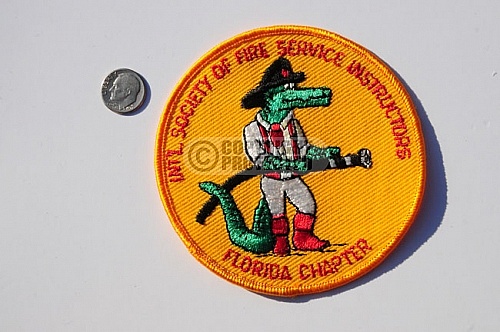 INT'L. SOCIETY OF FIRE SERVICE INSTRUCTORS
FLORIDA CHAPTER